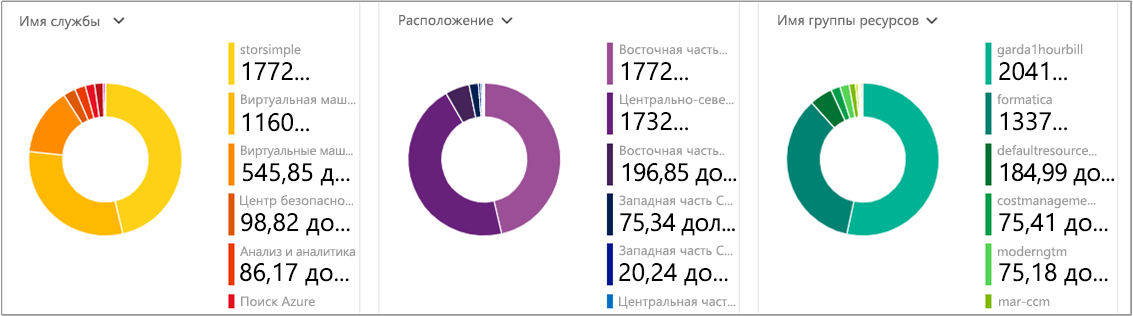 Имя службы
storsimple
1772...
Виртуальная маш...
1160...
Виртуальные маш...
545,85 д...
Центр безопасно...
98,82 до...
Анализ и аналитика
86,17 до...
Поиск Azure
Расположение
Восточная часть...
1772...
Центрально-севе...
1732...
Восточная часть...
196,85 до...
Западная часть С...
75,34 дол...
Западная часть С...
20,24 до...
Центральная част...
Имя группы ресурсов
garda1hourbill
2041...
formatica
1337...
defaultresource...
184,99 до...
costmanageme...
75,41 до...
moderngtm
75,18 до...
mar-ccm